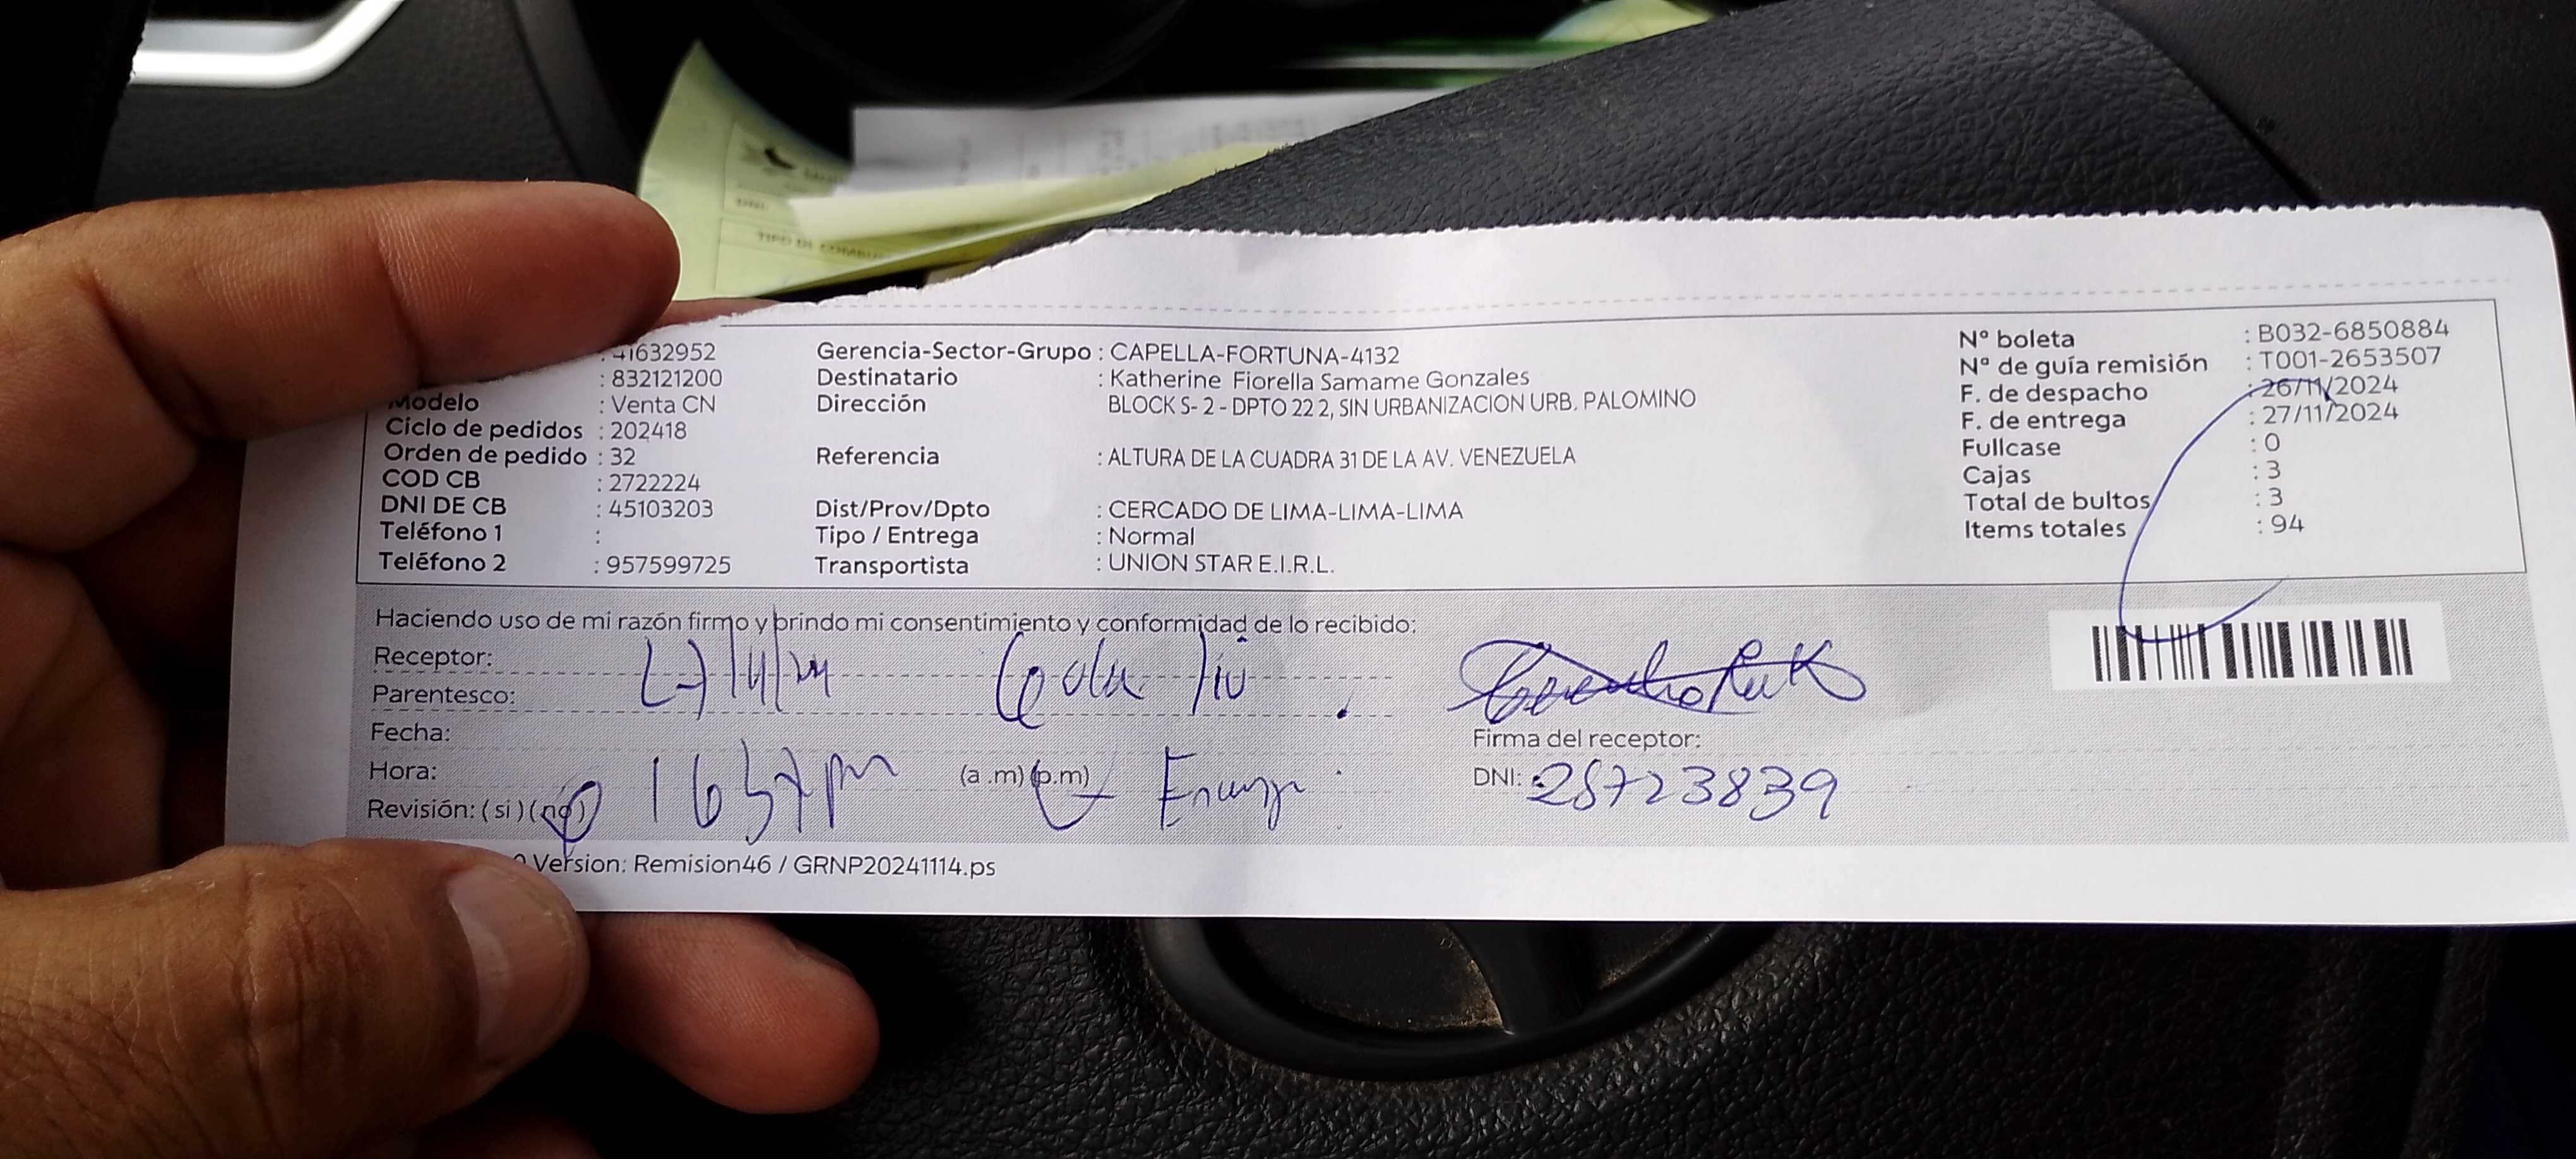 : 41632952
: 832121200
Modelo : Venta CN
Ciclo de pedidos : 202418
Orden de pedido : 32
COD CB : 2722224
DNI DE CB : 45103203
Teléfono 1 :
Teléfono 2 : 957599725
Gerencia-Sector-Grupo : CAPELLA-FORTUNA-4132
Destinatario : Katherine Fiorella Samame Gonzales
Dirección BLOCK S- 2 - DPTO 22 2, SIN URBANIZACION URB. PALOMINO
Referencia : ALTURA DE LA CUADRA 31 DE LA AV. VENEZUELA
Dist/Prov/Dpto : CERCADO DE LIMA-LIMA-LIMA
Tipo / Entrega : Normal
Transportista : UNION STAR E.I.R.L.
Nº boleta : B032-6850884
Nª de guía remisión : T001-2653507
F. de despacho : 26/11/2024
F. de entrega : 27/11/2024
Fullcase : 0
Cajas : 3
Total de bultos : 3
Items totales : 94
Haciendo uso de mi razón firmo y brindo mi consentimiento y conformidad de lo recibido:
Receptor:
Parentesco:
Fecha:
Hora: (a .m) (p.m)
Revisión: ( si ) ( no )
Firma del receptor:
DNI: 28723839
Version: Remision46 / GRNP20241114.ps
TIPO DE